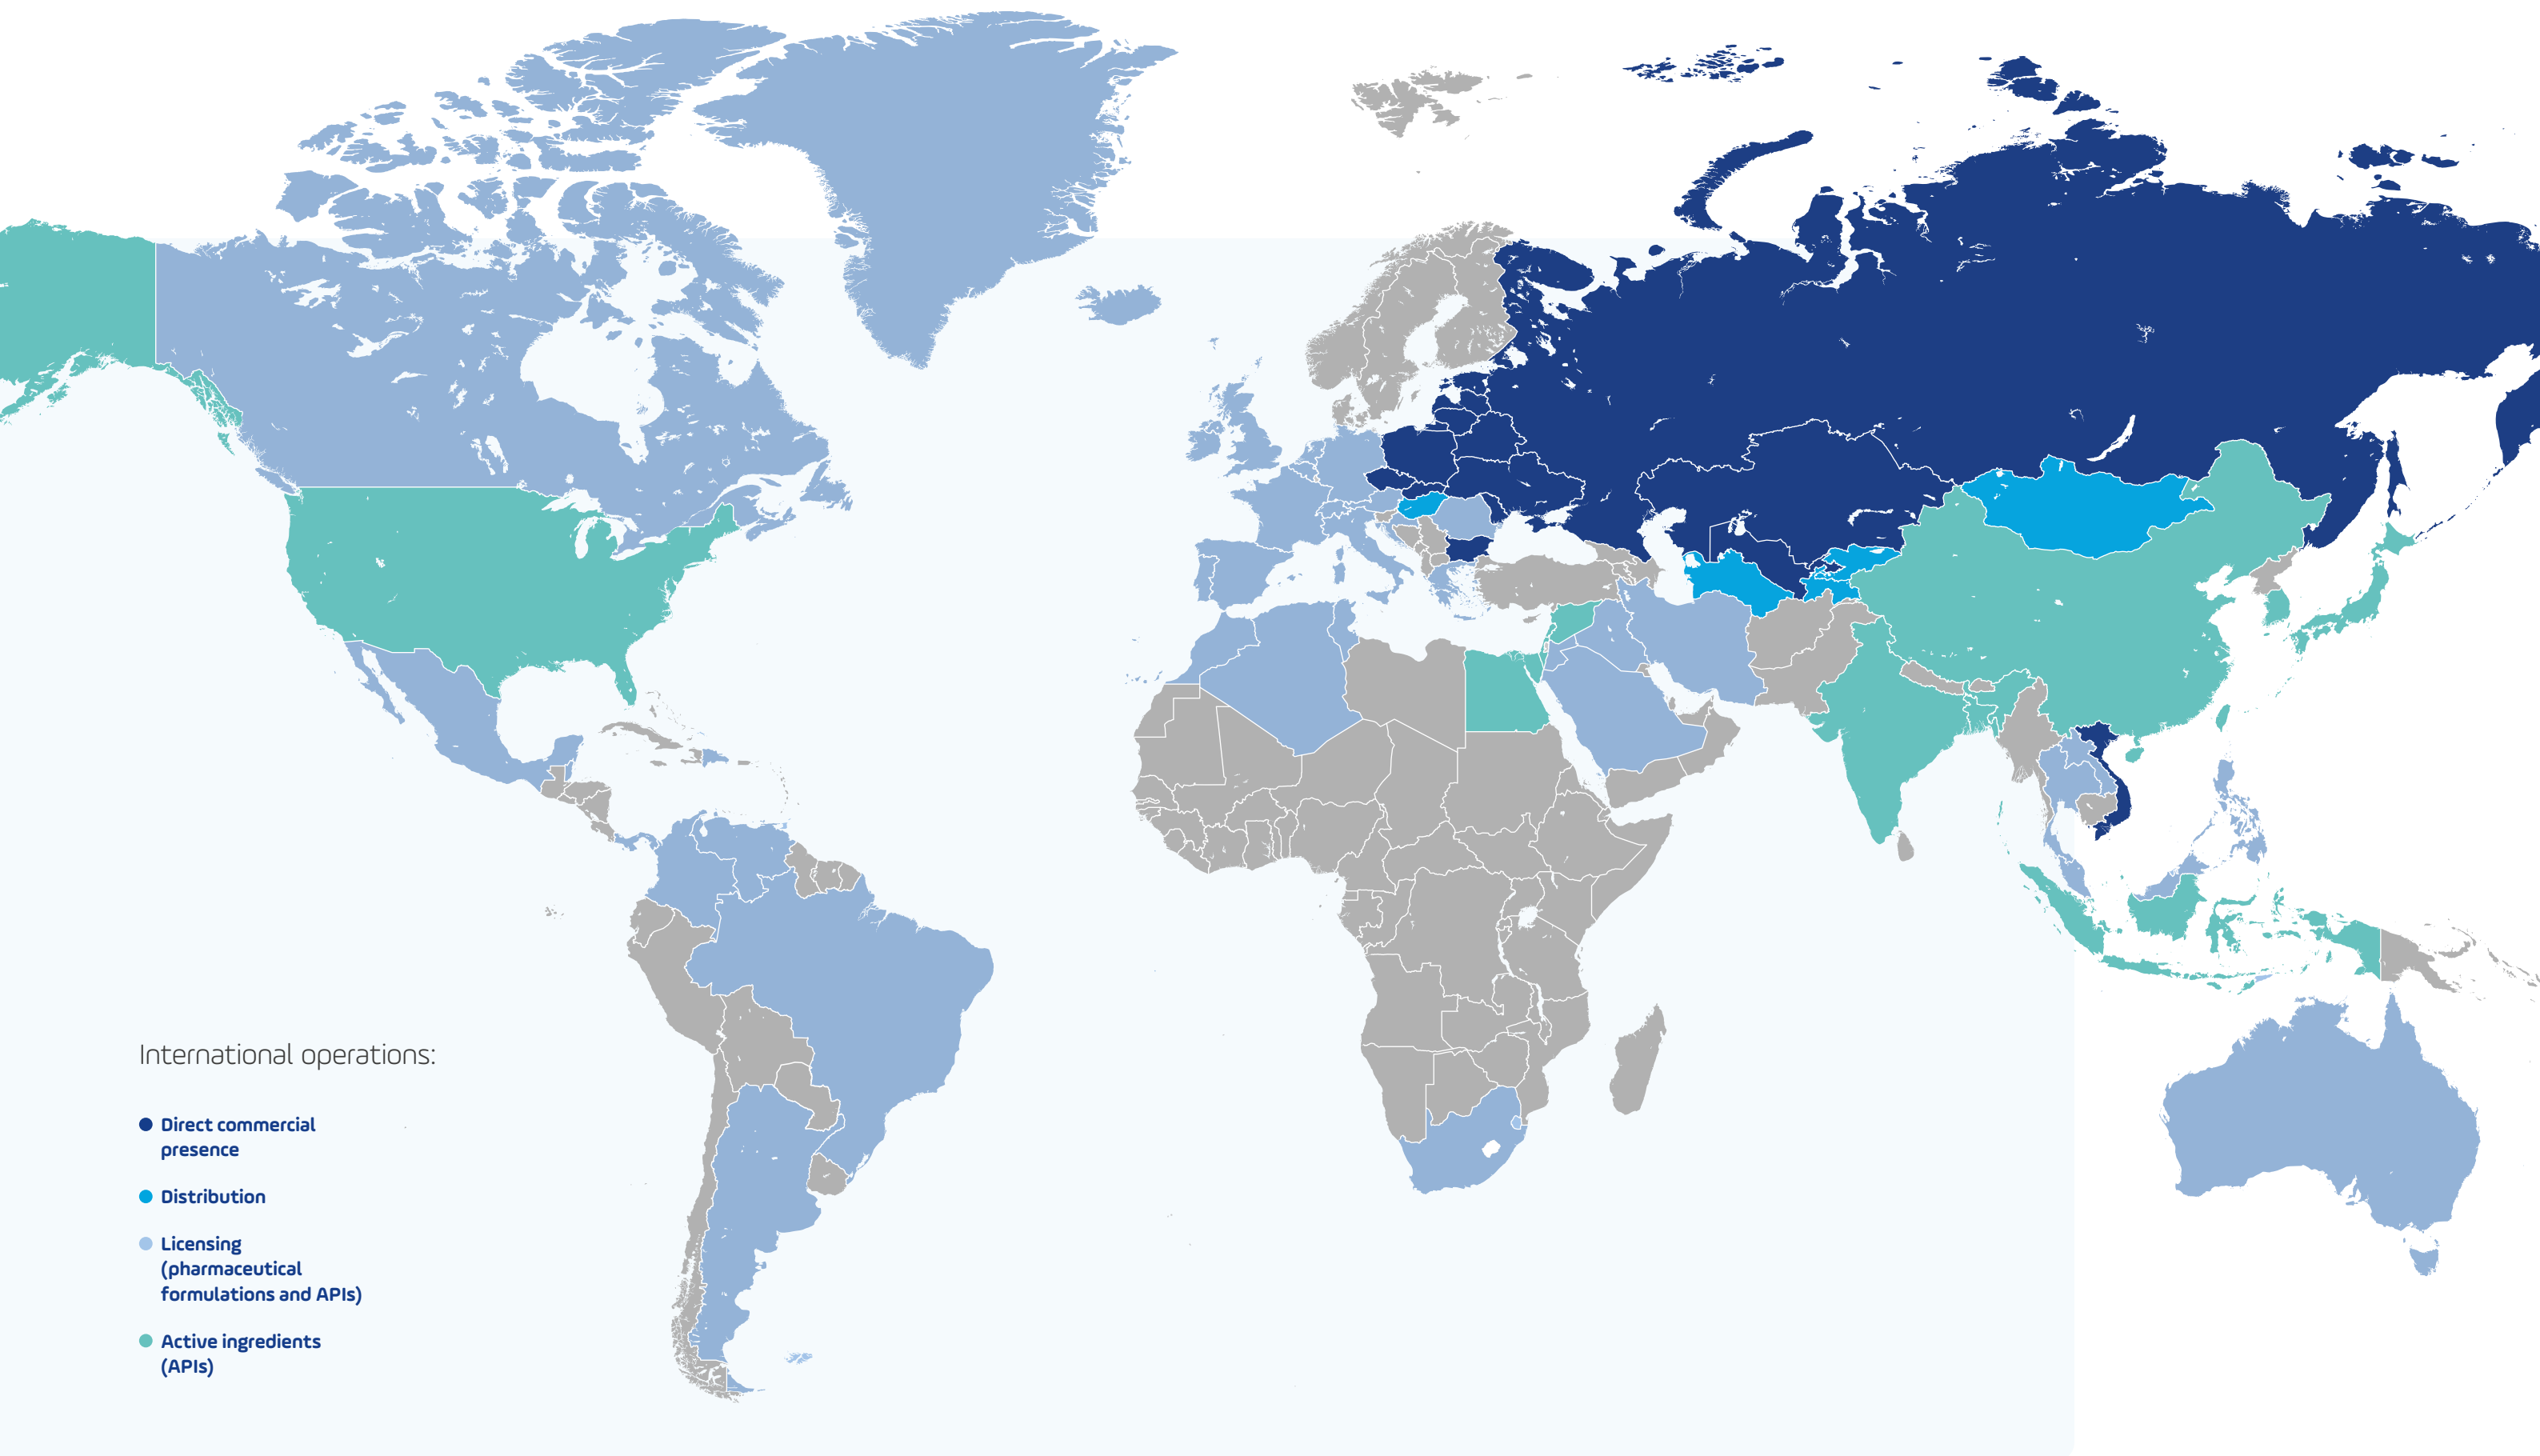 International operations:
Direct commercial
presence
Distribution
Licensing
(pharmaceutical
formulations and APIs)
Active ingredients
(APIs)